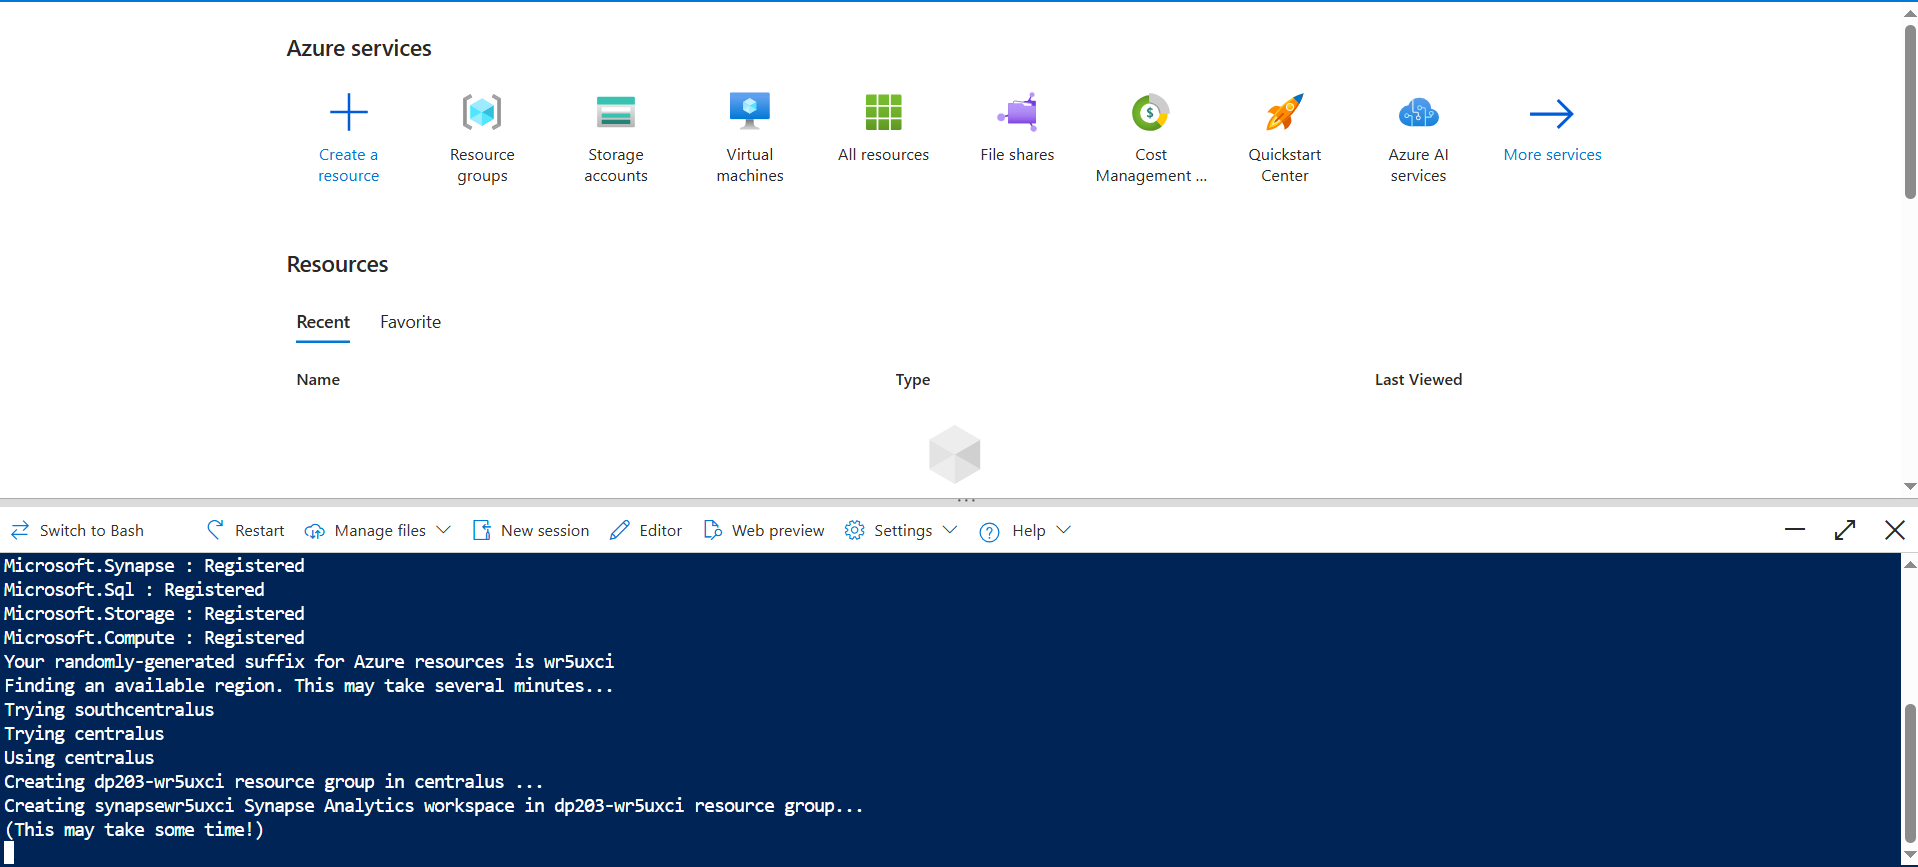 Azure services
Create a resource
Resource groups
Storage accounts
Virtual machines
All resources
File shares
Cost Management ...
Quickstart Center
Azure AI services
More services
Resources
Recent
Favorite
Name
Type
Last Viewed
Switch to Bash
Restart
Manage files
New session
Editor
Web preview
Settings
Help
Microsoft.Synapse : Registered
Microsoft.Sql : Registered
Microsoft.Storage : Registered
Microsoft.Compute : Registered
Your randomly-generated suffix for Azure resources is wr5uxci
Finding an available region. This may take several minutes...
Trying southcentralus
Trying centralus
Using centralus
Creating dp203-wr5uxci resource group in centralus ...
Creating synapsewr5uxci Synapse Analytics workspace in dp203-wr5uxci resource group...
(This may take some time!)